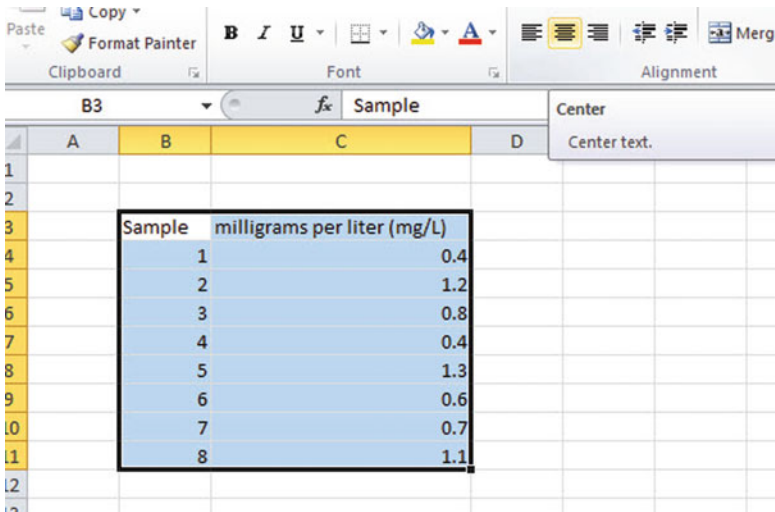 Copy
Paste
Format Painter
B I U A
Merg
Clipboard Font Alignment
B3 fx Sample
Center
Center text.
A B C D
1
2
3 Sample milligrams per liter (mg/L)
4 1 0.4
5 2 1.2
6 3 0.8
7 4 0.4
8 5 1.3
9 6 0.6
10 7 0.7
11 8 1.1
12